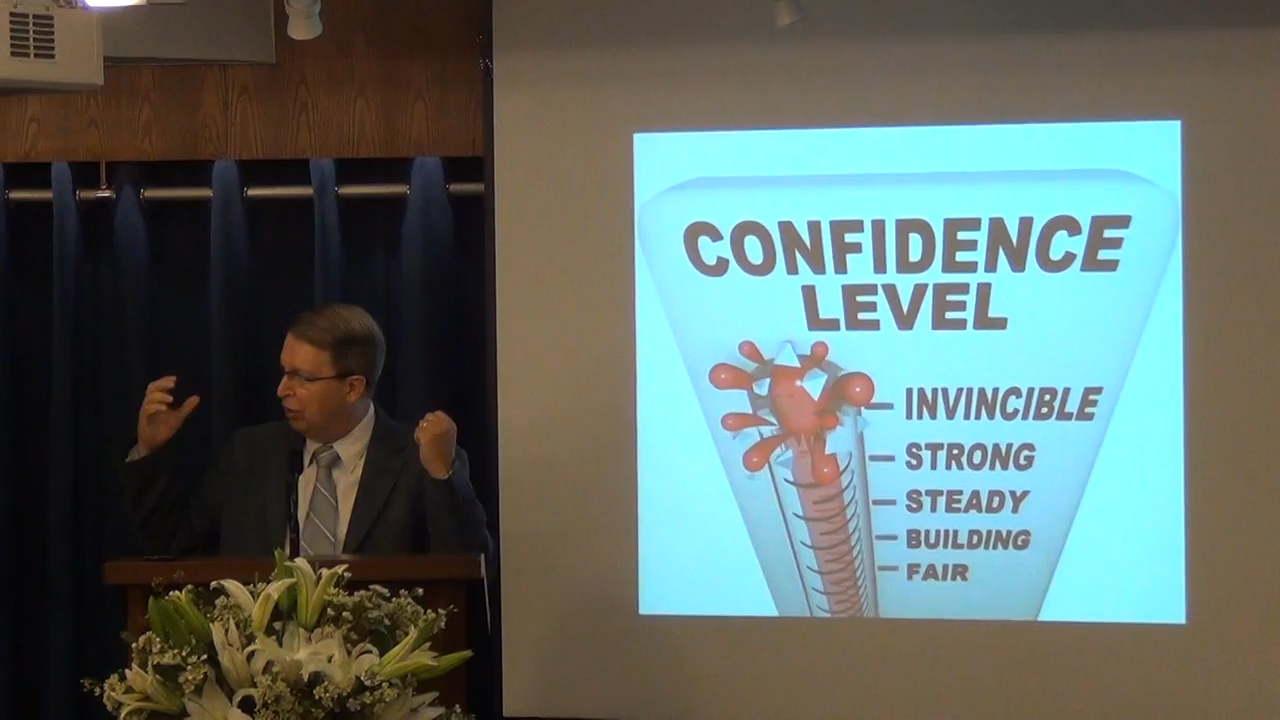 CONFIDENCE
LEVEL
INVINCIBLE
STRONG
STEADY
BUILDING
FAIR